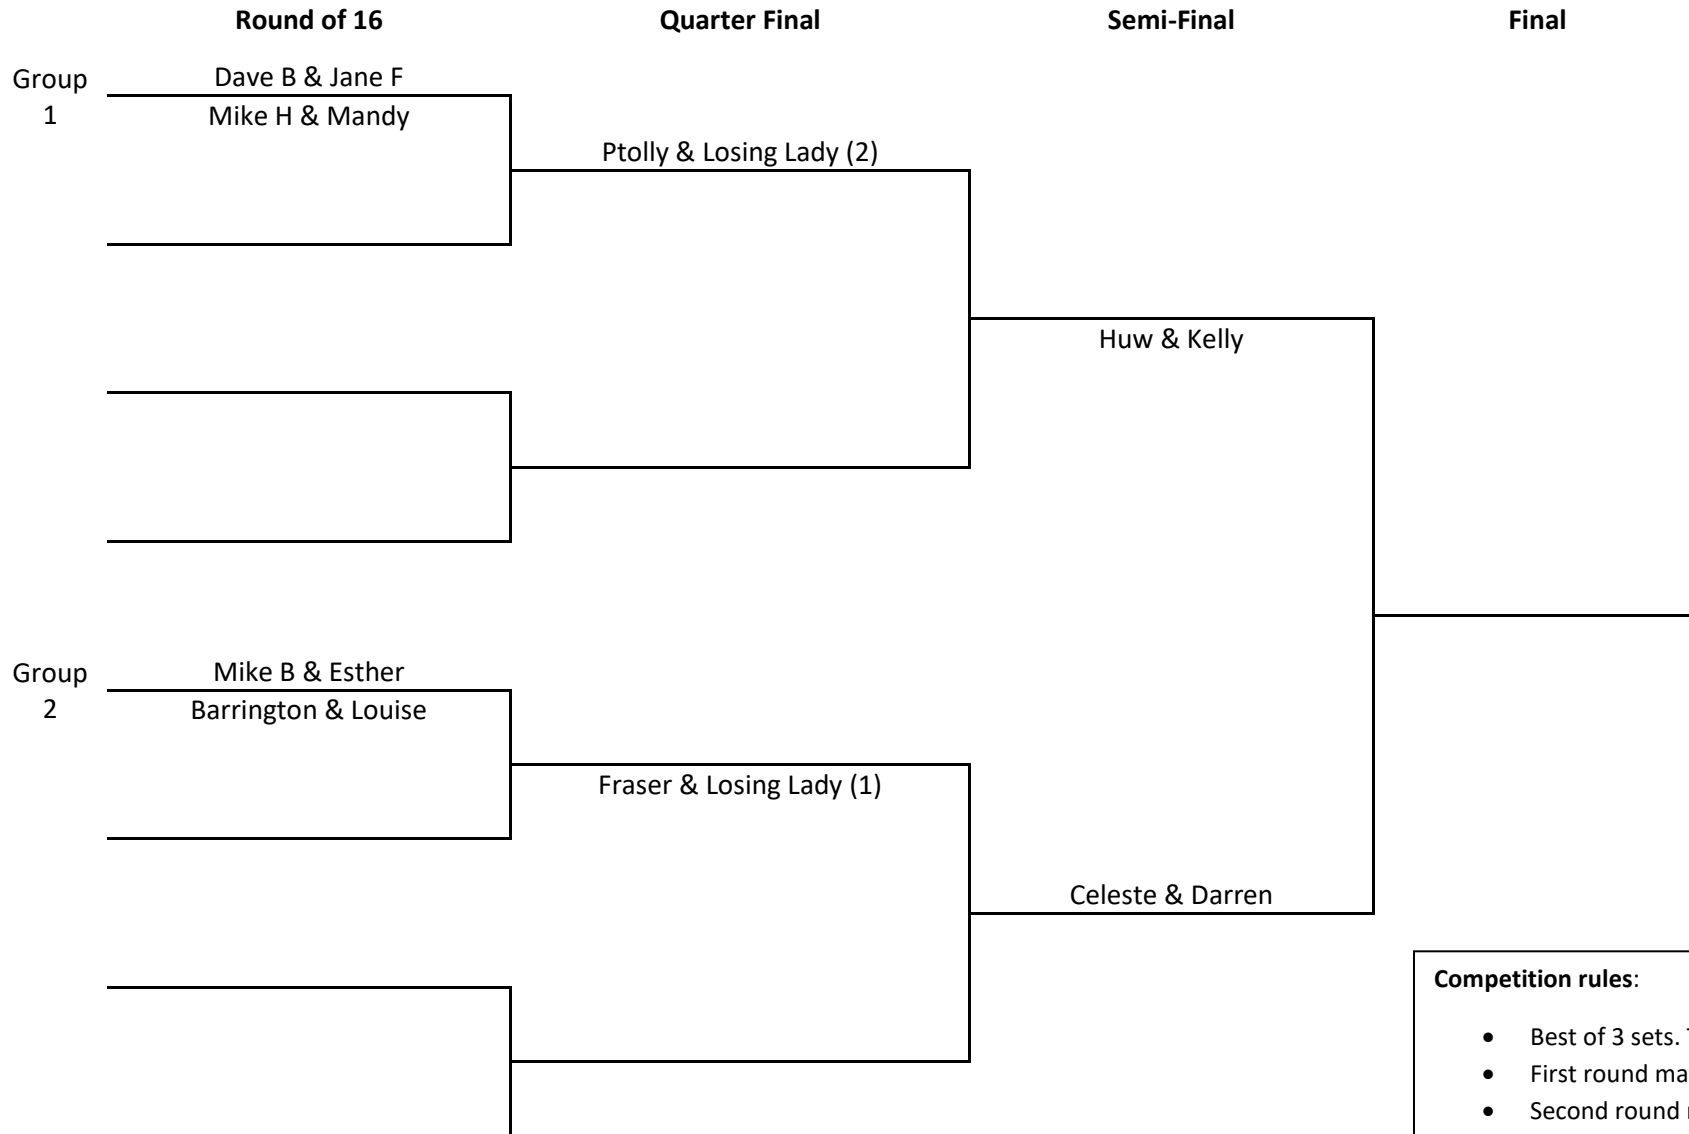 Round of 16 Quarter Final Semi-Final Final
Group
1
Dave B & Jane F
Mike H & Mandy
Ptolly & Losing Lady (2)
Huw & Kelly
Group
2
Mike B & Esther
Barrington & Louise
Fraser & Losing Lady (1)
Celeste & Darren
Competition rules:
• Best of 3 sets.
• First round
• Second round